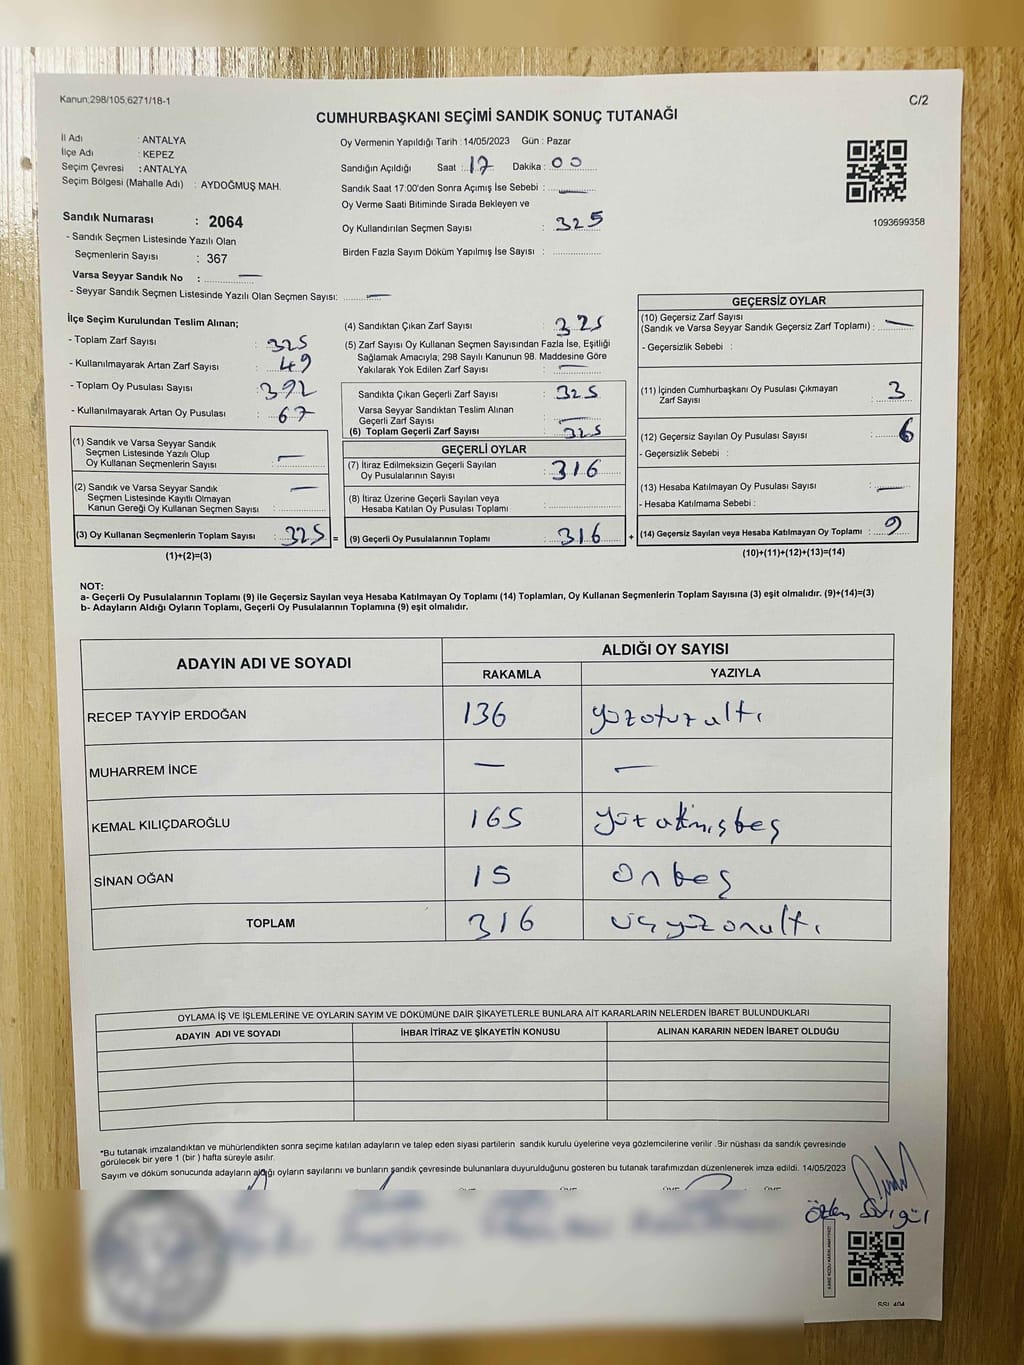 Kanun;298/105;6271/18-1
C/2
CUMHURBAŞKANI SEÇİMİ SANDIK SONUÇ TUTANAĞI
İl Adı : ANTALYA
İlçe Adı : KEPEZ
Seçim Çevresi : ANTALYA
Seçim Bölgesi (Mahalle Adı) : AYDOĞMUŞ MAH.
Sandık Numarası : 2064
- Sandık Seçmen Listesinde Yazılı Olan
Seçmenlerin Sayısı : 367
Varsa Seyyar Sandık No : —
- Seyyar Sandık Seçmen Listesinde Yazılı Olan Seçmen Sayısı: —
Oy Vermenin Yapıldığı Tarih : 14/05/2023 Gün : Pazar
Sandığın Açıldığı Saat : 17 Dakika : 00
Sandık Saat 17:00'den Sonra Açımış İse Sebebi : —
Oy Verme Saati Bitiminde Sırada Bekleyen ve
Oy Kullandırılan Seçmen Sayısı : 325
Birden Fazla Sayım Döküm Yapılmış İse Sayısı :
1093699358
İlçe Seçim Kurulundan Teslim Alınan;
- Toplam Zarf Sayısı : 325
- Kullanılmayarak Artan Zarf Sayısı : 49
- Toplam Oy Pusulası Sayısı : 392
- Kullanılmayarak Artan Oy Pusulası : 67
(1) Sandık ve Varsa Seyyar Sandık
Seçmen Listesinde Yazılı Olup
Oy Kullanan Seçmenlerin Sayısı : —
(2) Sandık ve Varsa Seyyar Sandık
Seçmen Listesinde Kayıtlı Olmayan
Kanun Gereği Oy Kullanan Seçmen Sayısı : —
(3) Oy Kullanan Seçmenlerin Toplam Sayısı : 325 =
(1)+(2)=(3)
(4) Sandıktan Çıkan Zarf Sayısı : 325
(5) Zarf Sayısı Oy Kullanan Seçmen Sayısından Fazla İse, Eşitliği
Sağlamak Amacıyla; 298 Sayılı Kanunun 98. Maddesine Göre
Yakılarak Yok Edilen Zarf Sayısı : —
Sandıkta Çıkan Geçerli Zarf Sayısı : 325
Varsa Seyyar Sandıktan Teslim Alınan
Geçerli Zarf Sayısı : —
(6) Toplam Geçerli Zarf Sayısı : 325
GEÇERLİ OYLAR
(7) İtiraz Edilmeksizin Geçerli Sayılan
Oy Pusulalarının Sayısı : 316
(8) İtiraz Üzerine Geçerli Sayılan veya
Hesaba Katılan Oy Pusulası Toplamı :
(9) Geçerli Oy Pusulalarının Toplamı : 316 +
GEÇERSİZ OYLAR
(10) Geçersiz Zarf Sayısı
(Sandık ve Varsa Seyyar Sandık Geçersiz Zarf Toplamı) : —
- Geçersizlik Sebebi :
(11) İçinden Cumhurbaşkanı Oy Pusulası Çıkmayan
Zarf Sayısı : 3
(12) Geçersiz Sayılan Oy Pusulası Sayısı : 6
- Geçersizlik Sebebi :
(13) Hesaba Katılmayan Oy Pusulası Sayısı : —
- Hesaba Katılmama Sebebi :
(14) Geçersiz Sayılan veya Hesaba Katılmayan Oy Toplamı : 9
(10)+(11)+(12)+(13)=(14)
NOT:
a- Geçerli Oy Pusulalarının Toplamı (9) ile Geçersiz Sayılan veya Hesaba Katılmayan Oy Toplamı (14) Toplamları, Oy Kullanan Seçmenlerin Toplam Sayısına (3) eşit olmalıdır. (9)+(14)=(3)
b- Adayların Aldığı Oyların Toplamı, Geçerli Oy Pusulalarının Toplamına (9) eşit olmalıdır.
ADAYIN ADI VE SOYADI
ALDIĞI OY SAYISI
RAKAMLA YAZIYLA
RECEP TAYYİP ERDOĞAN 136 yüzotuzaltı
MUHARREM İNCE — —
KEMAL KILIÇDAROĞLU 165 yüzatmışbeş
SİNAN OĞAN 15 Onbeş
TOPLAM 316 üçyüzonaltı
OYLAMA İŞ VE İŞLEMLERİNE VE OYLARIN SAYIM VE DÖKÜMÜNE DAİR ŞİKAYETLERLE BUNLARA AİT KARARLARIN NELERDEN İBARET BULUNDUKLARI
ADAYIN ADI VE SOYADI İHBAR İTİRAZ VE ŞİKAYETİN KONUSU ALINAN KARARIN NEDEN İBARET OLDUĞU
*Bu tutanak imzalandıktan ve mühürlendikten sonra seçime katılan adayların ve talep eden siyasi partilerin sandık kurulu üyelerine veya gözlemcilerine verilir .Bir nüshası da sandık çevresinde
görülecek bir yere 1 (bir ) hafta süreyle asılır.
Sayım ve döküm sonucunda adayların aldığı oyların sayılarını ve bunların sandık çevresinde bulunanlara duyurulduğunu gösteren bu tutanak tarafımızdan düzenlenerek imza edildi. 14/05/2023